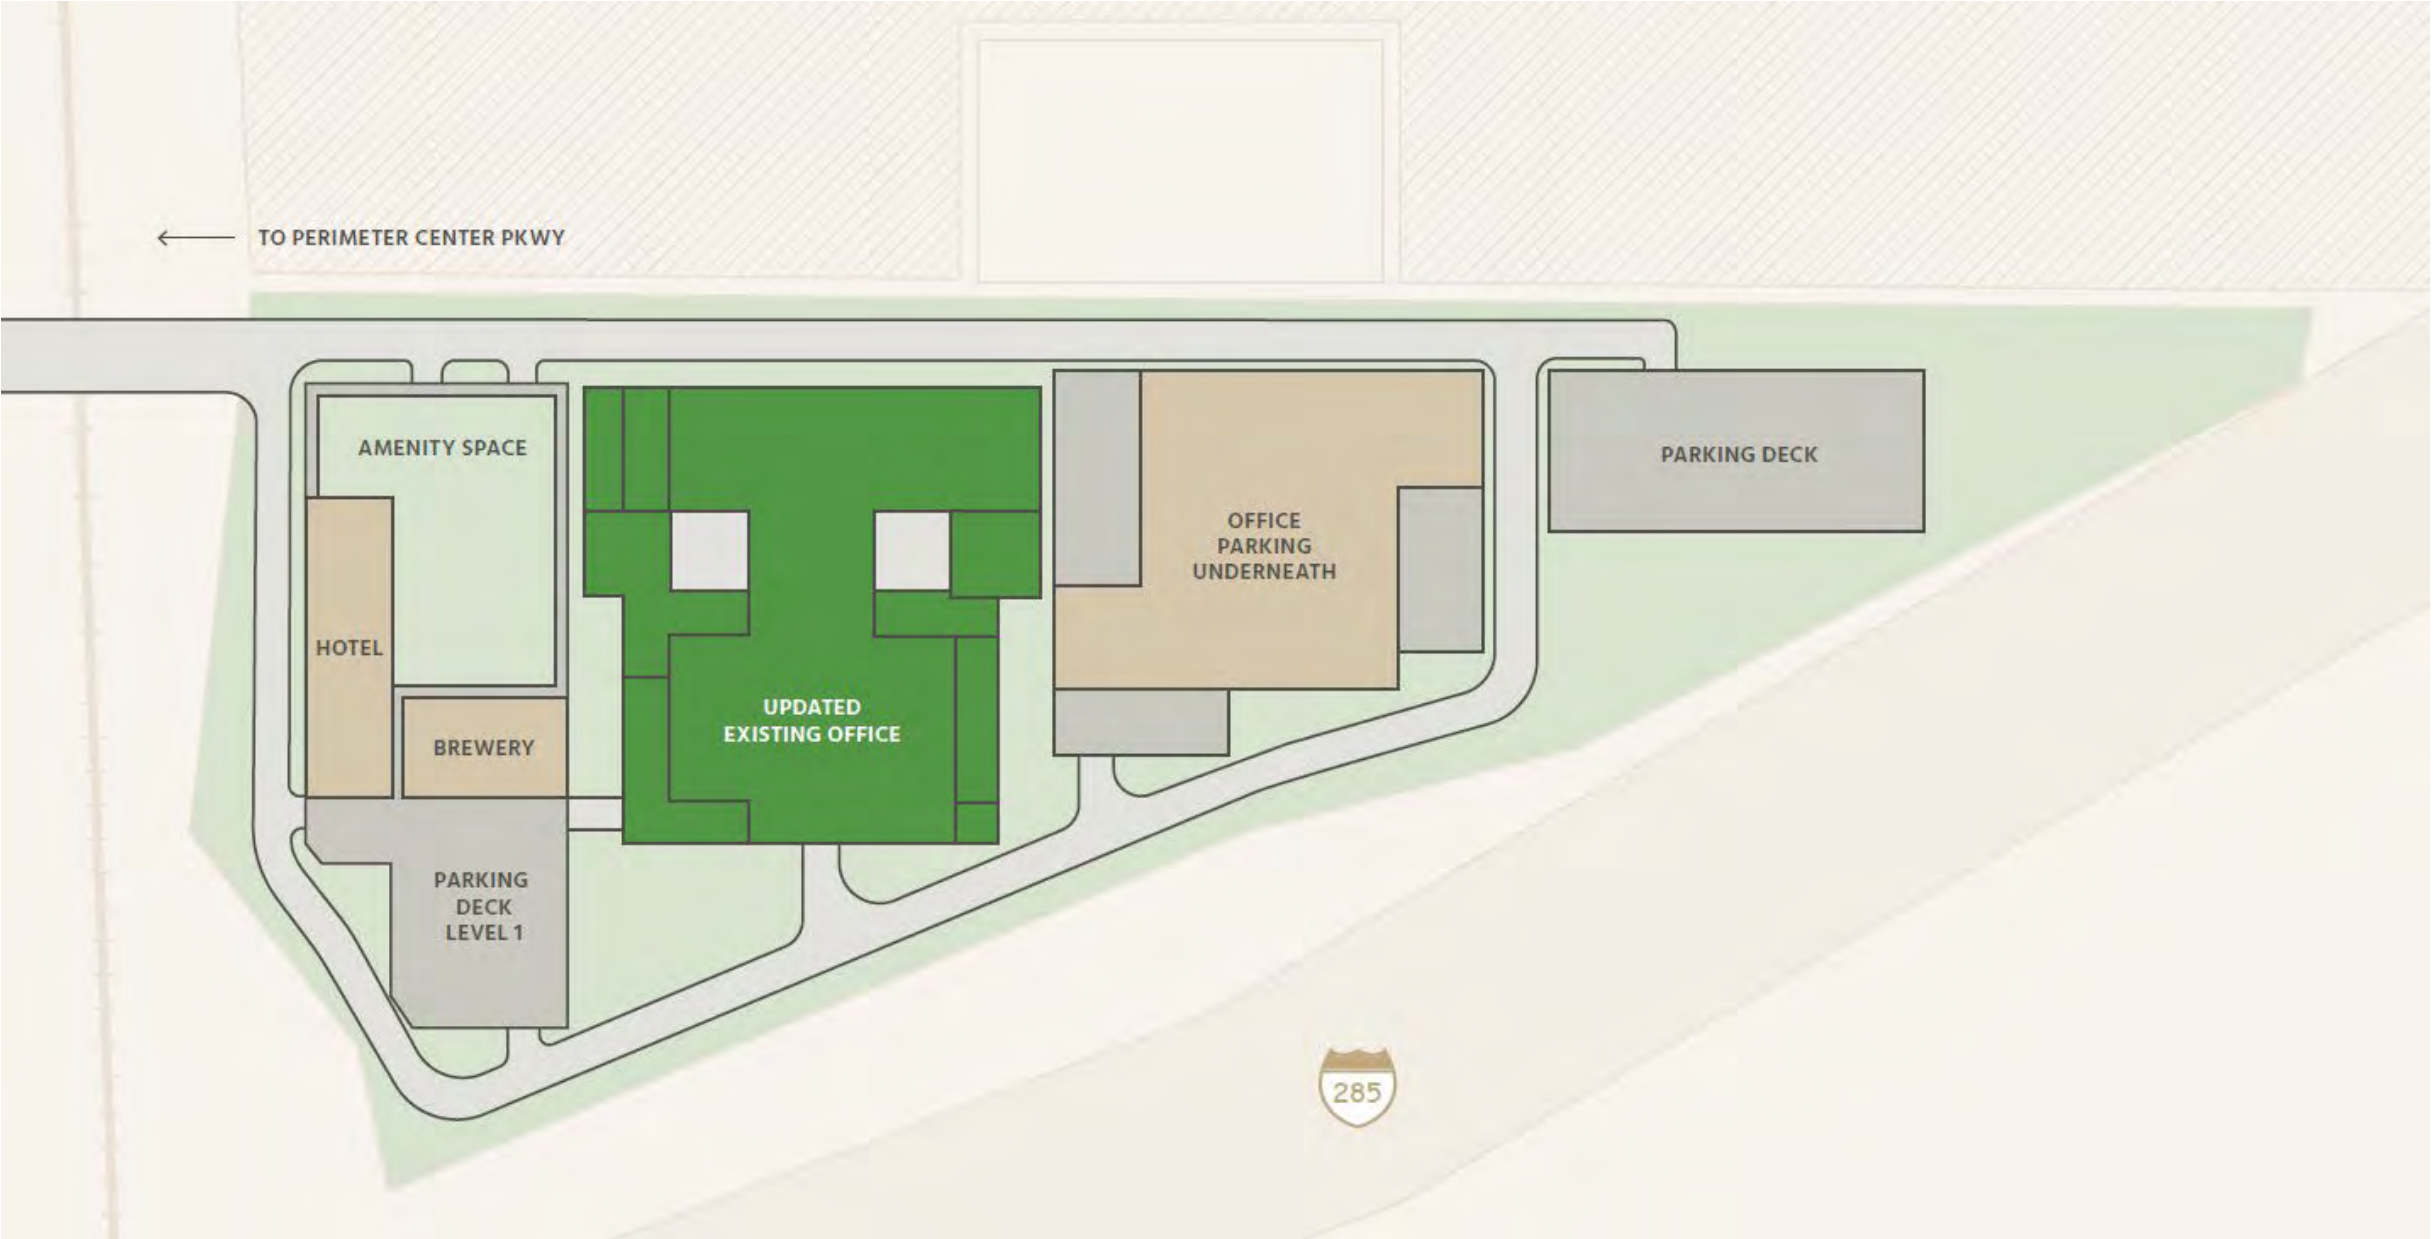 TO PERIMETER CENTER PKWY
AMENITY SPACE
HOTEL
BREWERY
PARKING
DECK
LEVEL 1
UPDATED
EXISTING OFFICE
OFFICE
PARKING
UNDERNEATH
PARKING DECK
285